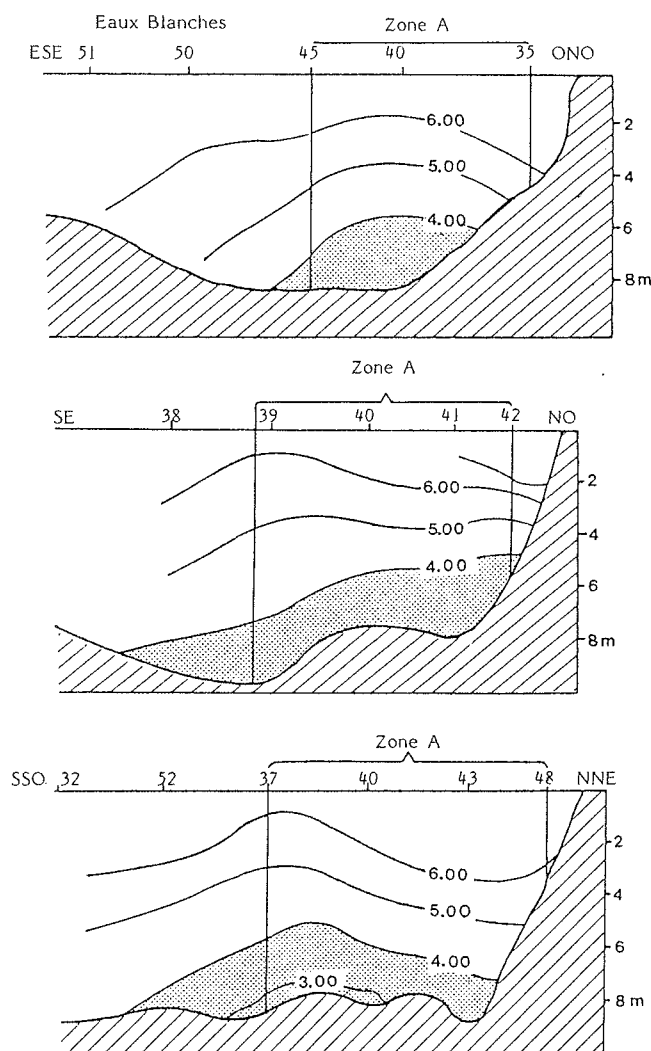 Eaux Blanches Zone A
ESE 51 50 45 40 35 ONO
6.00
2
5.00
4
4.00
6
8 m
Zone A
SE 38 39 40 41 42 NO
6.00
2
5.00
4
4.00
6
8 m
Zone A
SSO. 32 52 37 40 43 48 NNE
2
6.00
4
5.00
6
4.00
3.00
8 m